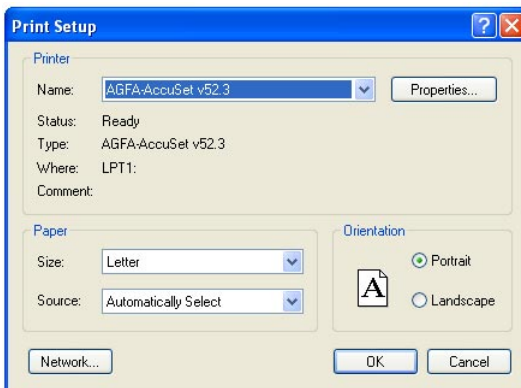 Print Setup
Printer
Name: AGFA-AccuSet v52.3 Properties...
Status: Ready
Type: AGFA-AccuSet v52.3
Where: LPT1:
Comment:
Paper
Size: Letter
Source: Automatically Select
Orientation
A
Portrait
Landscape
Network... OK Cancel